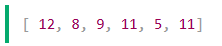 [ 12, 8, 9, 11, 5, 11]